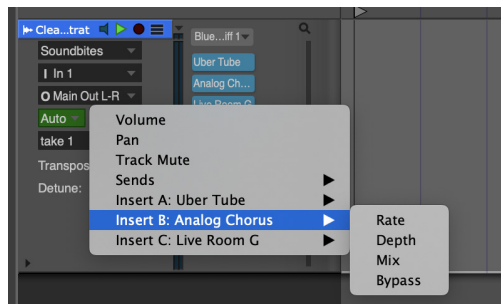 Clea...trat
Blue...iff 1
Soundbites
Uber Tube
I In 1
Analog Ch...
O Main Out L-R
Live Room G
Auto
take 1
Transpos
Detune:
Volume
Pan
Track Mute
Sends
Insert A: Uber Tube
Insert B: Analog Chorus
Insert C: Live Room G
Rate
Depth
Mix
Bypass